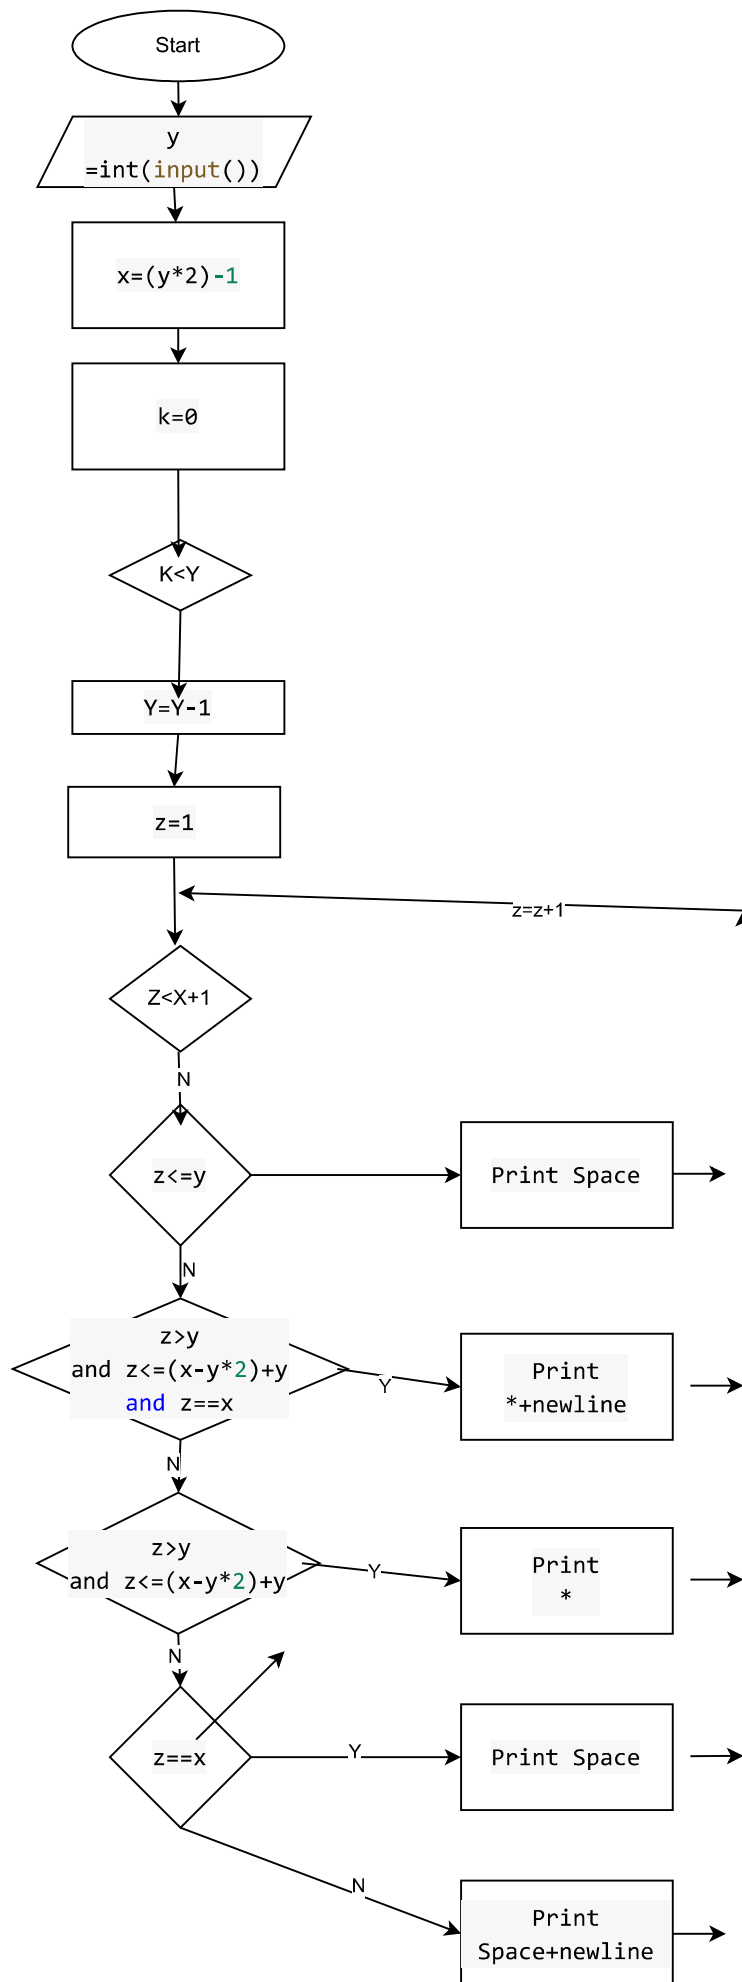 Start
y
=int(input())
x=(y*2)-1
k=0
K<Y
Y=Y-1
z=1
z=z+1
Z<X+1
N
z<=y
Print Space
N
z>y
and z<=(x-y*2)+y
and z==x
Y
Print
*+newline
N
z>y
and z<=(x-y*2)+y
Y
Print
*
N
z==x
Y
Print Space
N
Print
Space+newline